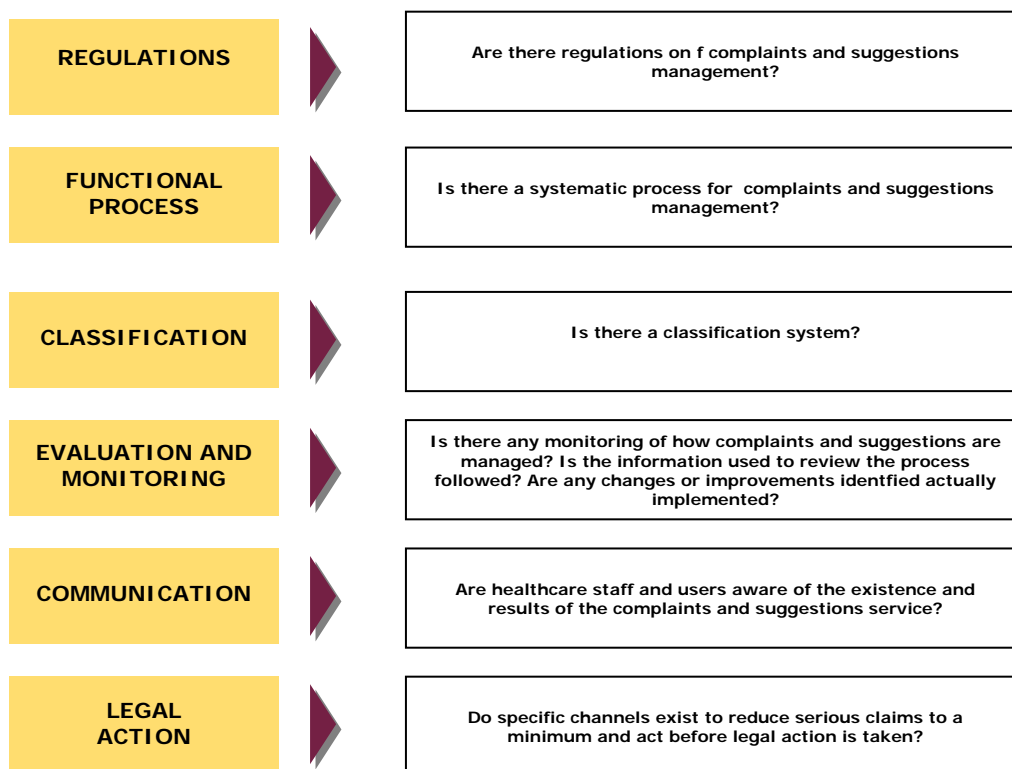 REGULATIONS
Are there regulations on f complaints and suggestions
management?
FUNCTIONAL
PROCESS
Is there a systematic process for complaints and suggestions
management?
CLASSIFICATION
Is there a classification system?
EVALUATION AND
MONITORING
Is there any monitoring of how complaints and suggestions are
managed? Is the information used to review the process
followed? Are any changes or improvements identfied actually
implemented?
COMMUNICATION
Are healthcare staff and users aware of the existence and
results of the complaints and suggestions service?
LEGAL
ACTION
Do specific channels exist to reduce serious claims to a
minimum and act before legal action is taken?